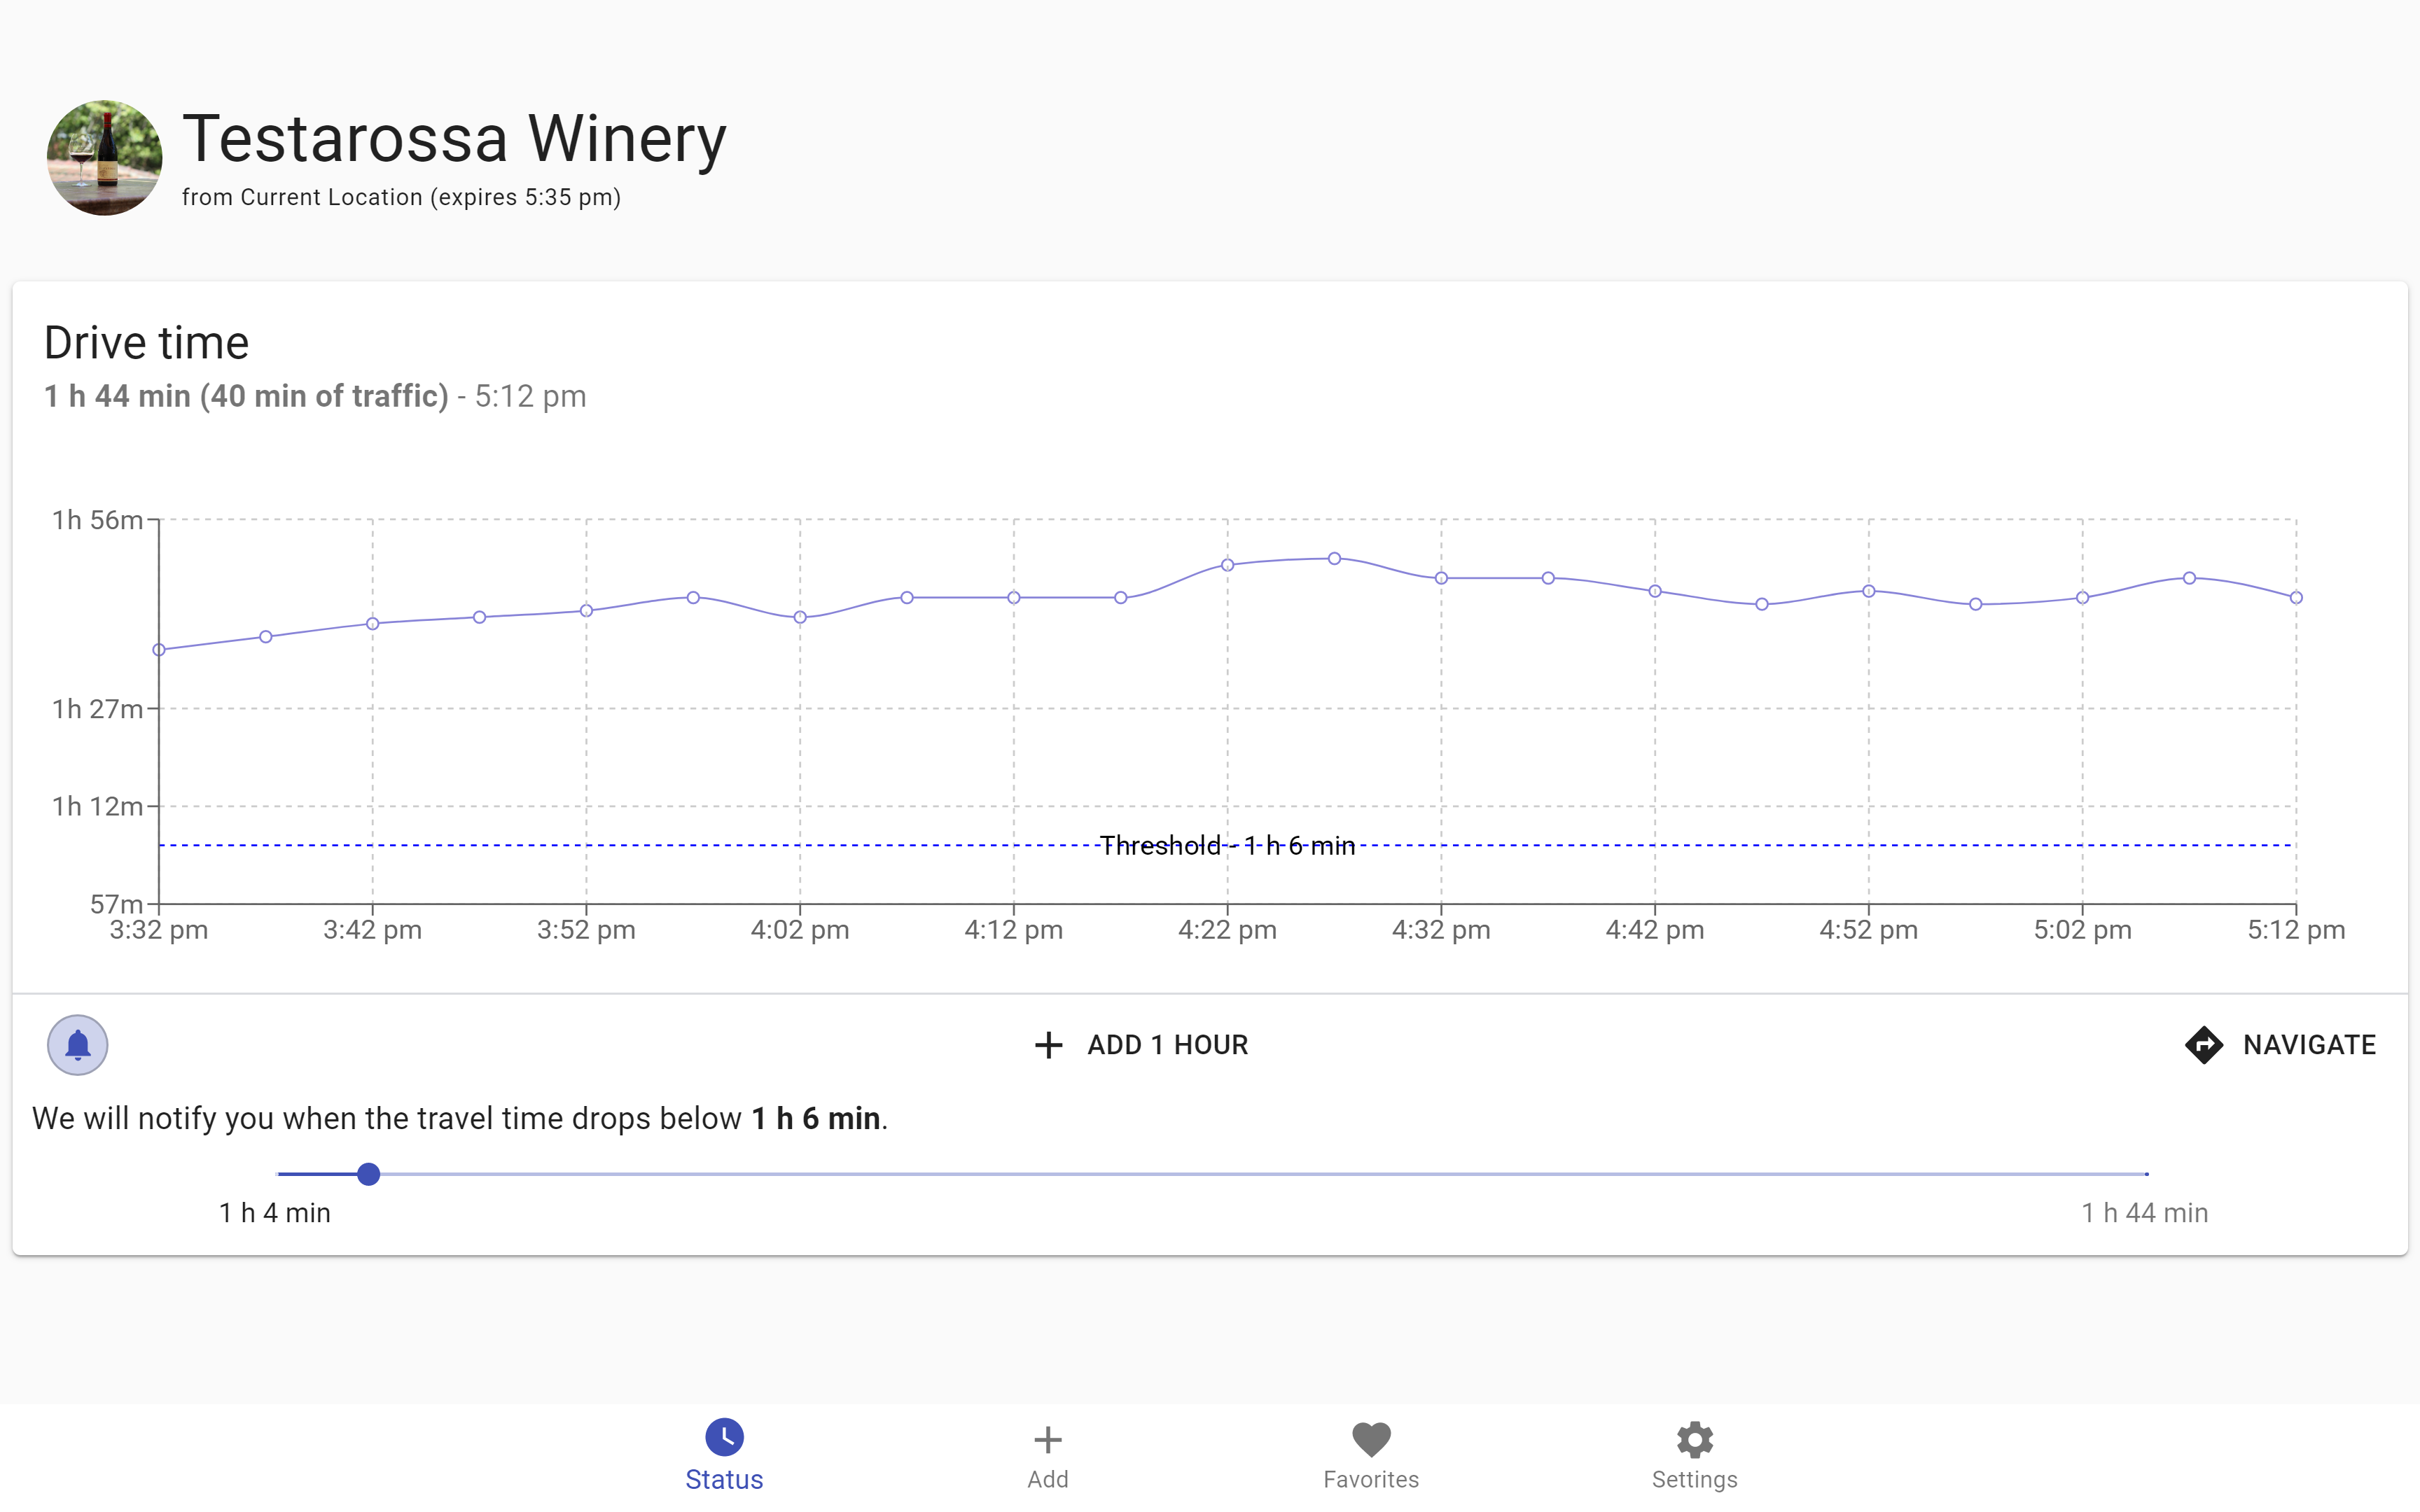 Testarossa Winery
from Current Location (expires 5:35 pm)
Drive time
1 h 44 min (40 min of traffic) - 5:12 pm
1h 56m
1h 27m
1h 12m
Threshold - 1 h 6 min
57m
3:32 pm 3:42 pm 3:52 pm 4:02 pm 4:12 pm 4:22 pm 4:32 pm 4:42 pm 4:52 pm 5:02 pm 5:12 pm
ADD 1 HOUR NAVIGATE
We will notify you when the travel time drops below 1 h 6 min.
1 h 4 min 1 h 44 min
Status Add Favorites Settings